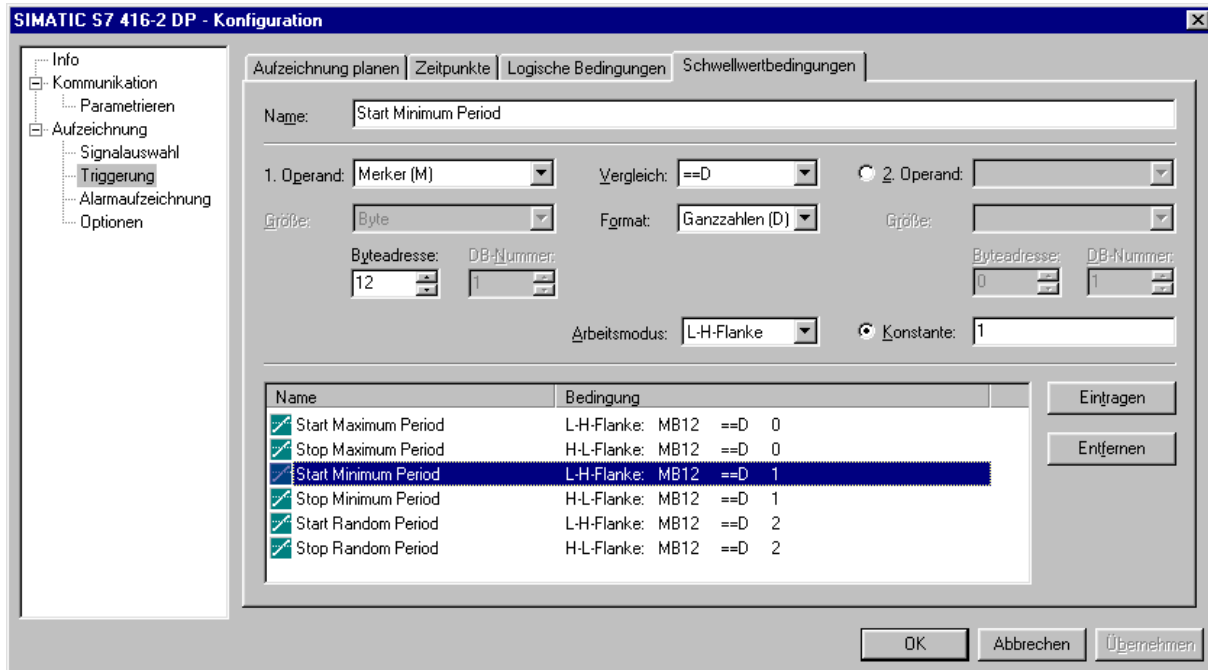 SIMATIC S7 416-2 DP - Konfiguration
Info
Kommunikation
Parametrieren
Aufzeichnung
Signalauswahl
Triggerung
Alarmaufzeichnung
Optionen
Aufzeichnung planen Zeitpunkte Logische Bedingungen Schwellwertbedingungen
Name: Start Minimum Period
1. Operand: Merker (M) Vergleich: ==D 2. Operand:
Größe: Byte Format: Ganzzahlen (D) Größe:
Byteadresse: DB-Nummer: Byteadresse: DB-Nummer:
12 1 0 1
Arbeitsmodus: L-H-Flanke Konstante: 1
Name Bedingung
Start Maximum Period L-H-Flanke: MB12 ==D 0
Stop Maximum Period H-L-Flanke: MB12 ==D 0
Start Minimum Period L-H-Flanke: MB12 ==D 1
Stop Minimum Period H-L-Flanke: MB12 ==D 1
Start Random Period L-H-Flanke: MB12 ==D 2
Stop Random Period H-L-Flanke: MB12 ==D 2
Eintragen
Entfernen
OK Abbrechen Übernehmen